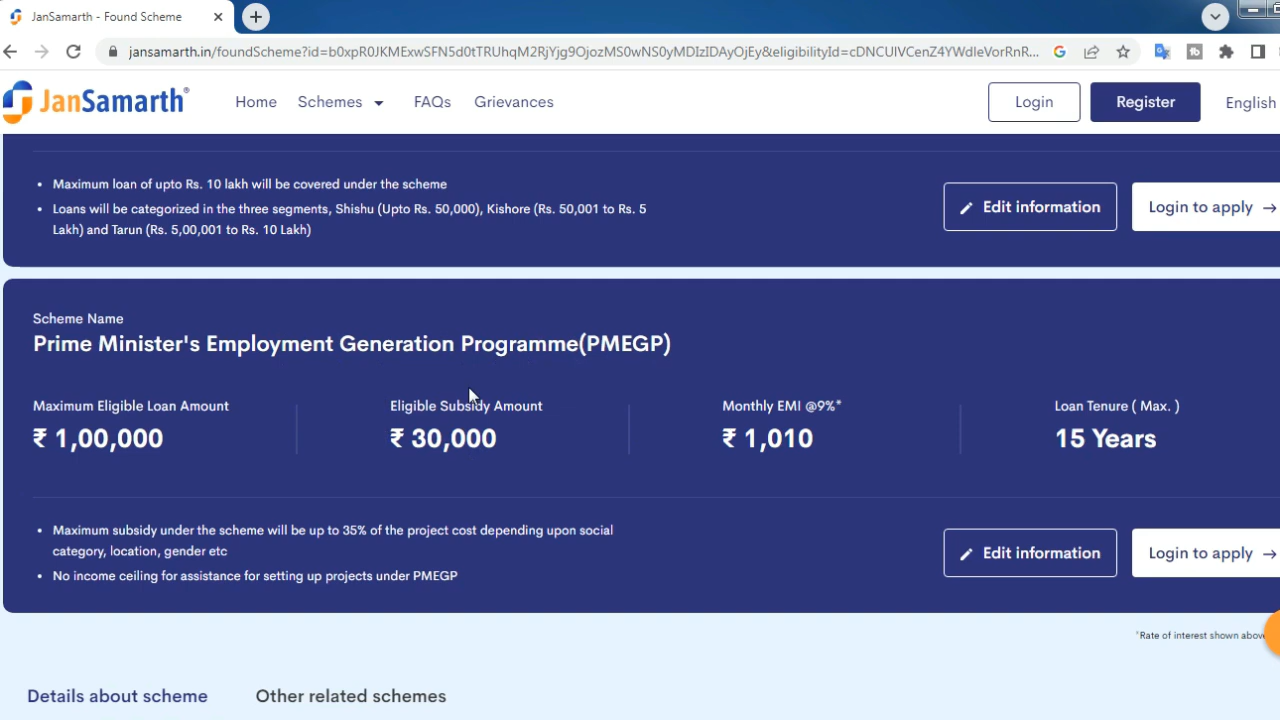 JanSamarth - Found Scheme
jansamarth.in/foundScheme?id=b0xpR0JKMExwSFN5d0tTRUhqM2RjYjg9OjozMS0wNS0yMDIzIDAyOjEy&eligibilityId=cDNCUlVCenZ4YWdleVorRnR...
JanSamarth®
Home
Schemes
FAQs
Grievances
Login
Register
English
• Maximum loan of upto Rs. 10 lakh will be covered under the scheme
• Loans will be categorized in the three segments, Shishu (Upto Rs. 50,000), Kishore (Rs. 50,001 to Rs. 5
Lakh) and Tarun (Rs. 5,00,001 to Rs. 10 Lakh)
Edit information
Login to apply →
Scheme Name
Prime Minister's Employment Generation Programme(PMEGP)
Maximum Eligible Loan Amount
₹ 1,00,000
Eligible Subsidy Amount
₹ 30,000
Monthly EMI @9%*
₹ 1,010
Loan Tenure ( Max. )
15 Years
• Maximum subsidy under the scheme will be up to 35% of the project cost depending upon social
category, location, gender etc
• No income ceiling for assistance for setting up projects under PMEGP
Edit information
Login to apply →
*Rate of interest shown above
Details about scheme
Other related schemes